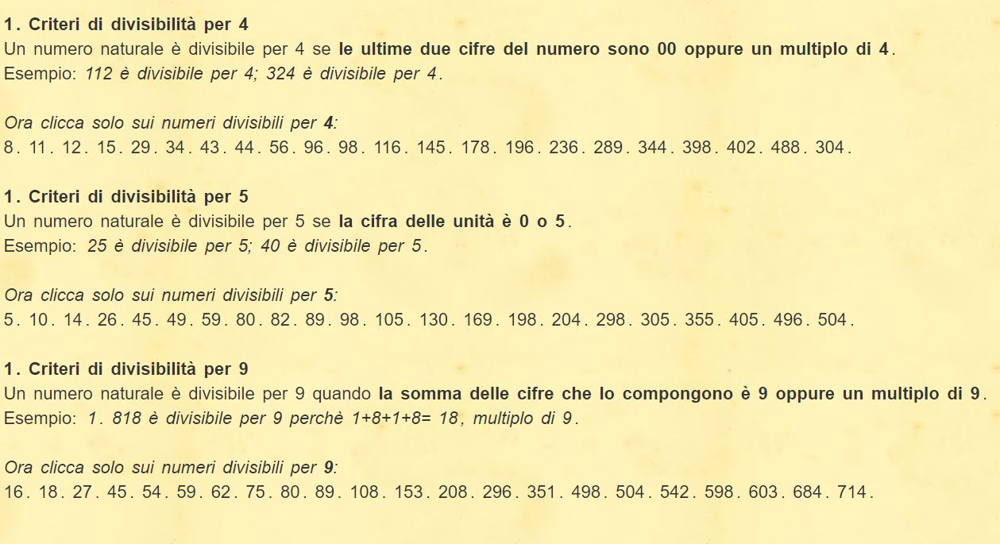 1. Criteri di divisibilità per 4
Un numero naturale è divisibile per 4 se le ultime due cifre del numero sono 00 oppure un multiplo di 4.
Esempio: 112 è divisibile per 4; 324 è divisibile per 4.
Ora clicca solo sui numeri divisibili per 4:
8. 11. 12. 15. 29. 34. 43. 44. 56. 96. 98. 116. 145. 178. 196. 236. 289. 344. 398. 402. 488. 304.
1. Criteri di divisibilità per 5
Un numero naturale è divisibile per 5 se la cifra delle unità è 0 o 5.
Esempio: 25 è divisibile per 5; 40 è divisibile per 5.
Ora clicca solo sui numeri divisibili per 5:
5. 10. 14. 26. 45. 49. 59. 80. 82. 89. 98. 105. 130. 169. 198. 204. 298. 305. 355. 405. 496. 504.
1. Criteri di divisibilità per 9
Un numero naturale è divisibile per 9 quando la somma delle cifre che lo compongono è 9 oppure un multiplo di 9.
Esempio: 1. 818 è divisibile per 9 perchè 1+8+1+8= 18, multiplo di 9.
Ora clicca solo sui numeri divisibili per 9:
16. 18. 27. 45. 54. 59. 62. 75. 80. 89. 108. 153. 208. 296. 351. 498. 504. 542. 598. 603. 684. 714.